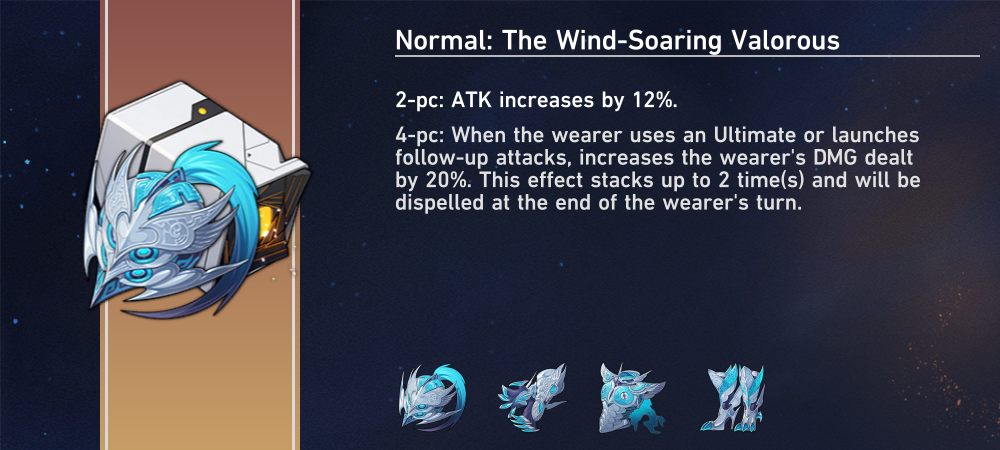 Normal: The Wind-Soaring Valorous
2-pc: ATK increases by 12%.
4-pc: When the wearer uses an Ultimate or launches
follow-up attacks, increases the wearer's DMG dealt
by 20%. This effect stacks up to 2 time(s) and will be
dispelled at the end of the wearer's turn.